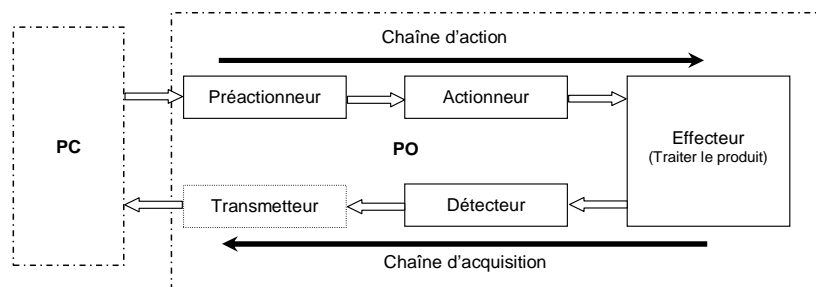 Chaîne d'action
Préactionneur
Actionneur
Effecteur
(Traiter le produit)
PC
PO
Transmetteur
Détecteur
Chaîne d'acquisition